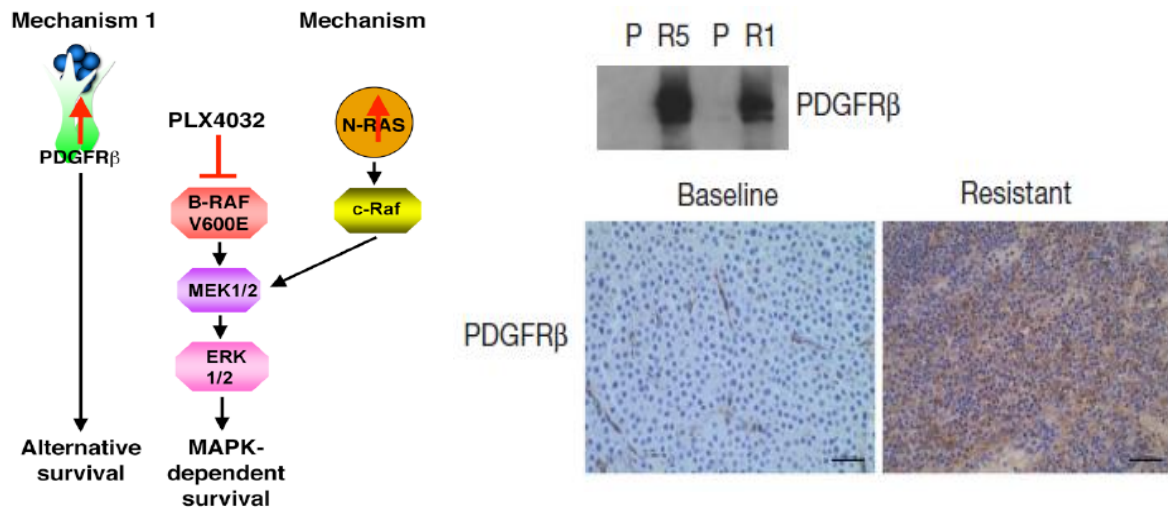 Mechanism 1
Mechanism
PDGFRβ
PLX4032
N-RAS
B-RAF
V600E
c-Raf
MEK1/2
ERK
1/2
Alternative
survival
MAPK-
dependent
survival
P R5 P R1
PDGFRβ
Baseline
Resistant
PDGFRβ